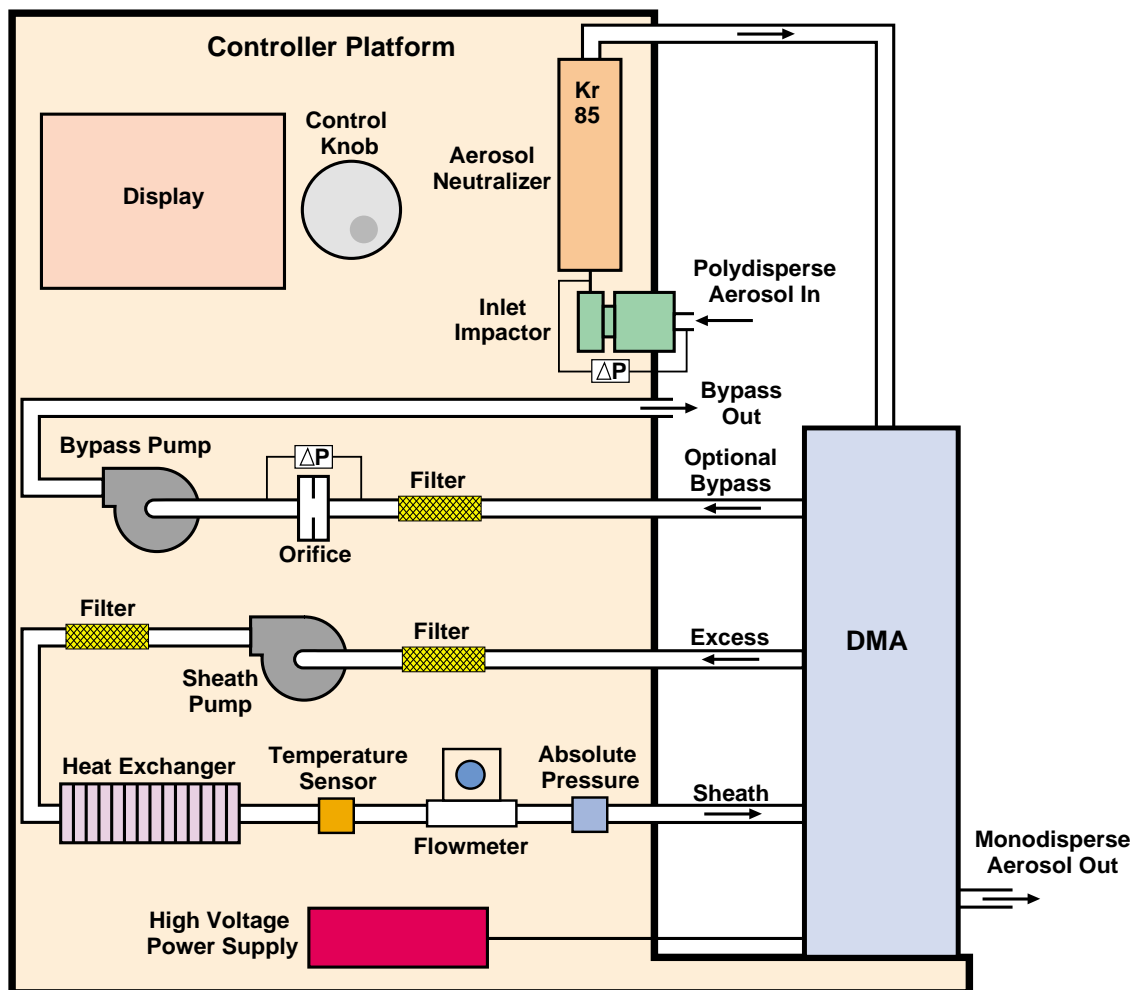 Controller Platform
Kr
85
Control
Knob
Aerosol
Neutralizer
Display
Polydisperse
Aerosol In
Inlet
Impactor
△P
Bypass
Out
Bypass Pump
△P
Filter
Optional
Bypass
Orifice
Filter
Filter
Excess
DMA
Sheath
Pump
Heat Exchanger
Temperature
Sensor
Absolute
Pressure
Sheath
Flowmeter
Monodisperse
Aerosol Out
High Voltage
Power Supply